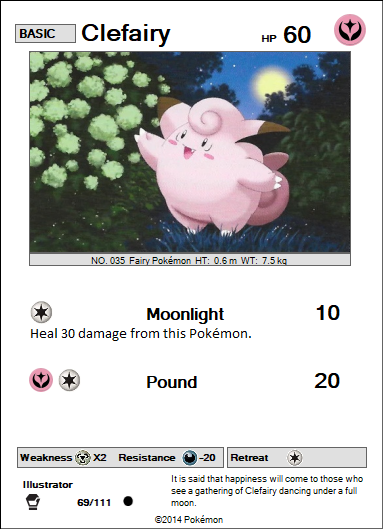 BASIC Clefairy HP 60
NO. 035 Fairy Pokémon HT: 0.6 m WT: 7.5 kg
Moonlight 10
Heal 30 damage from this Pokémon.
Pound 20
Weakness X2 Resistance -20 Retreat
Illustrator
69/111
It is said that happiness will come to those who
see a gathering of Clefairy dancing under a full
moon.
©2014 Pokémon